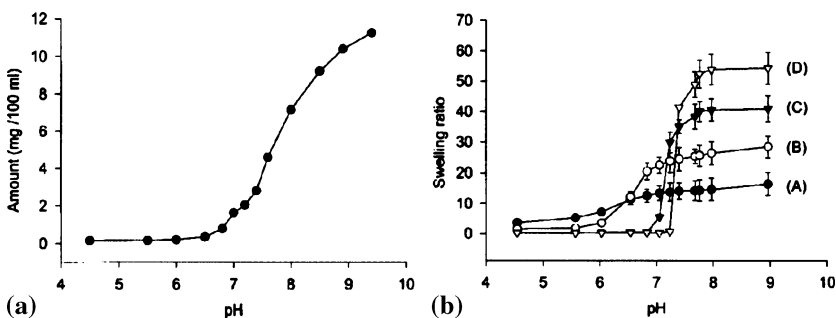 12
10
8
6
4
2
0
Amount (mg /100 ml)
4 5 6 7 8 9 10
pH
(a)
70
60
50
40
30
20
10
0
Swelling ratio
(D)
(C)
(B)
(A)
4 5 6 7 8 9 10
pH
(b)